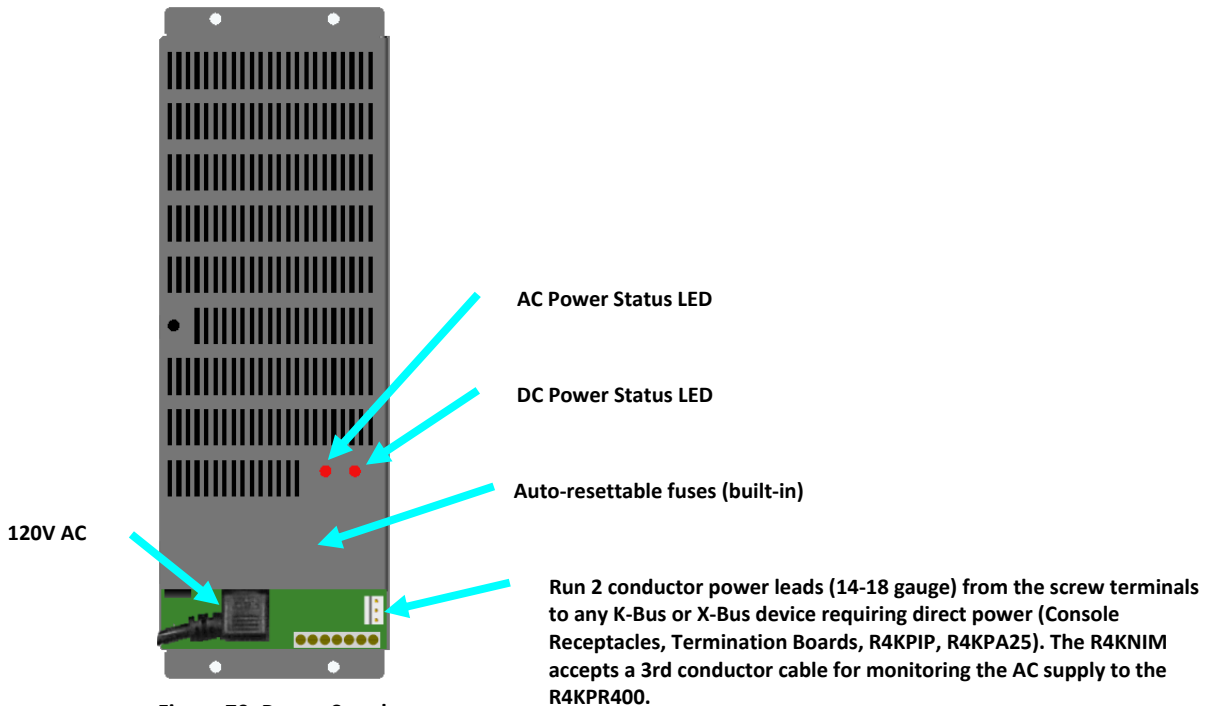 AC Power Status LED
DC Power Status LED
Auto-resettable fuses (built-in)
120V AC
Run 2 conductor power leads (14-18 gauge) from the screw terminals
to any K-Bus or X-Bus device requiring direct power (Console
Receptacles, Termination Boards, R4KPIP, R4KPA25). The R4KNIM
accepts a 3rd conductor cable for monitoring the AC supply to the
R4KPR400.